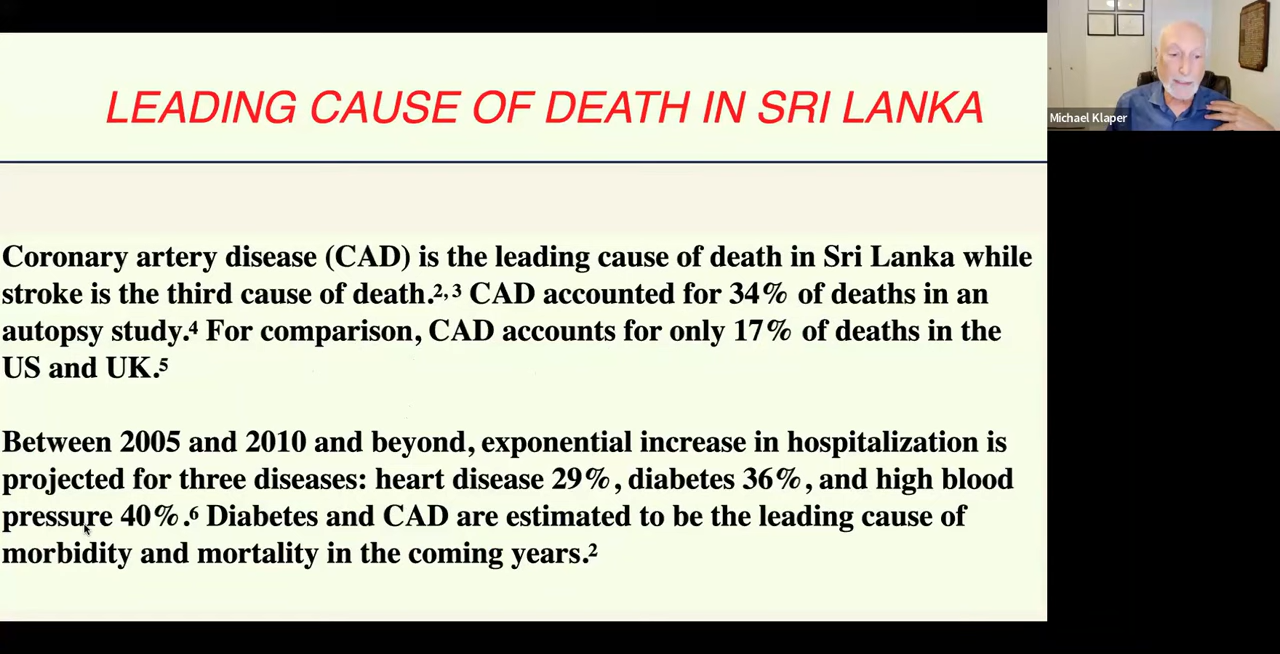 LEADING CAUSE OF DEATH IN SRI LANKA
Michael Klaper
Coronary artery disease (CAD) is the leading cause of death in Sri Lanka while
stroke is the third cause of death.²,³ CAD accounted for 34% of deaths in an
autopsy study.⁴ For comparison, CAD accounts for only 17% of deaths in the
US and UK.⁵
Between 2005 and 2010 and beyond, exponential increase in hospitalization is
projected for three diseases: heart disease 29%, diabetes 36%, and high blood
pressure 40%.⁶ Diabetes and CAD are estimated to be the leading cause of
morbidity and mortality in the coming years.²